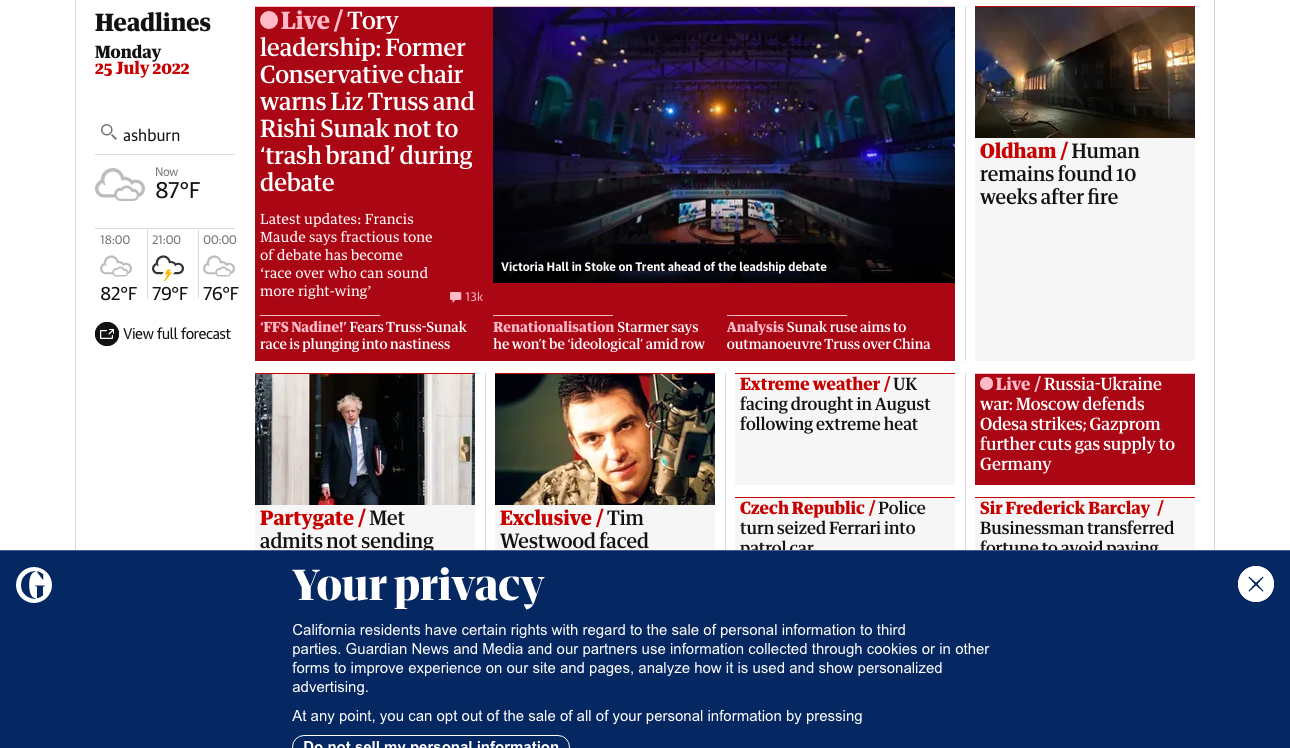 Headlines
Monday
25 July 2022
ashburn
Now
87°F
18:00
21:00
00:00
82°F
79°F
76°F
View full forecast
Live / Tory
leadership: Former
Conservative chair
warns Liz Truss and
Rishi Sunak not to
‘trash brand’ during
debate
Latest updates: Francis
Maude says fractious tone
of debate has become
‘race over who can sound
more right-wing’
13k
Victoria Hall in Stoke on Trent ahead of the leadship debate
‘FFS Nadine!’ Fears Truss-Sunak
race is plunging into nastiness
Renationalisation Starmer says
he won’t be ‘ideological’ amid row
Analysis Sunak ruse aims to
outmanoeuvre Truss over China
Oldham / Human
remains found 10
weeks after fire
Partygate / Met
admits not sending
Exclusive / Tim
Westwood faced
Extreme weather / UK
facing drought in August
following extreme heat
Czech Republic / Police
turn seized Ferrari into
patrol car
Live / Russia-Ukraine
war: Moscow defends
Odesa strikes; Gazprom
further cuts gas supply to
Germany
Sir Frederick Barclay /
Businessman transferred
fortune to avoid paying
Your privacy
California residents have certain rights with regard to the sale of personal information to third
parties. Guardian News and Media and our partners use information collected through cookies or in other
forms to improve experience on our site and pages, analyze how it is used and show personalized
advertising.
At any point, you can opt out of the sale of all of your personal information by pressing
Do not sell my personal information